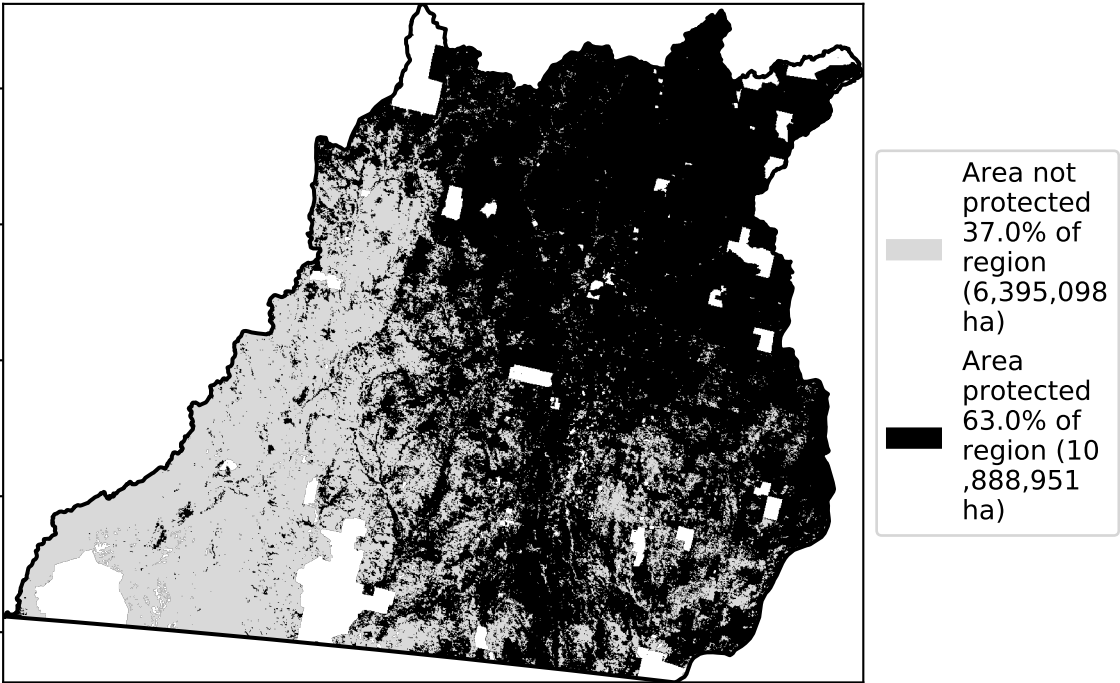 Area not
protected
37.0% of
region
(6,395,098
ha)
Area
protected
63.0% of
region (10
,888,951
ha)